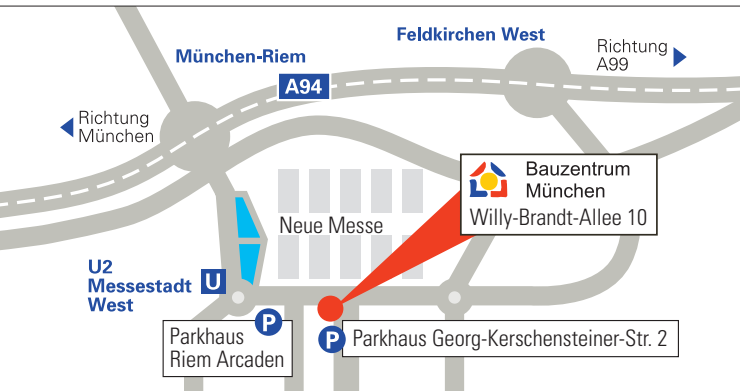 Feldkirchen West
Richtung
A99
München-Riem
A94
Richtung
München
Bauzentrum
München
Willy-Brandt-Allee 10
Neue Messe
U2
Messestadt
West
U
P
Parkhaus
Riem Arcaden
P
Parkhaus Georg-Kerschensteiner-Str. 2